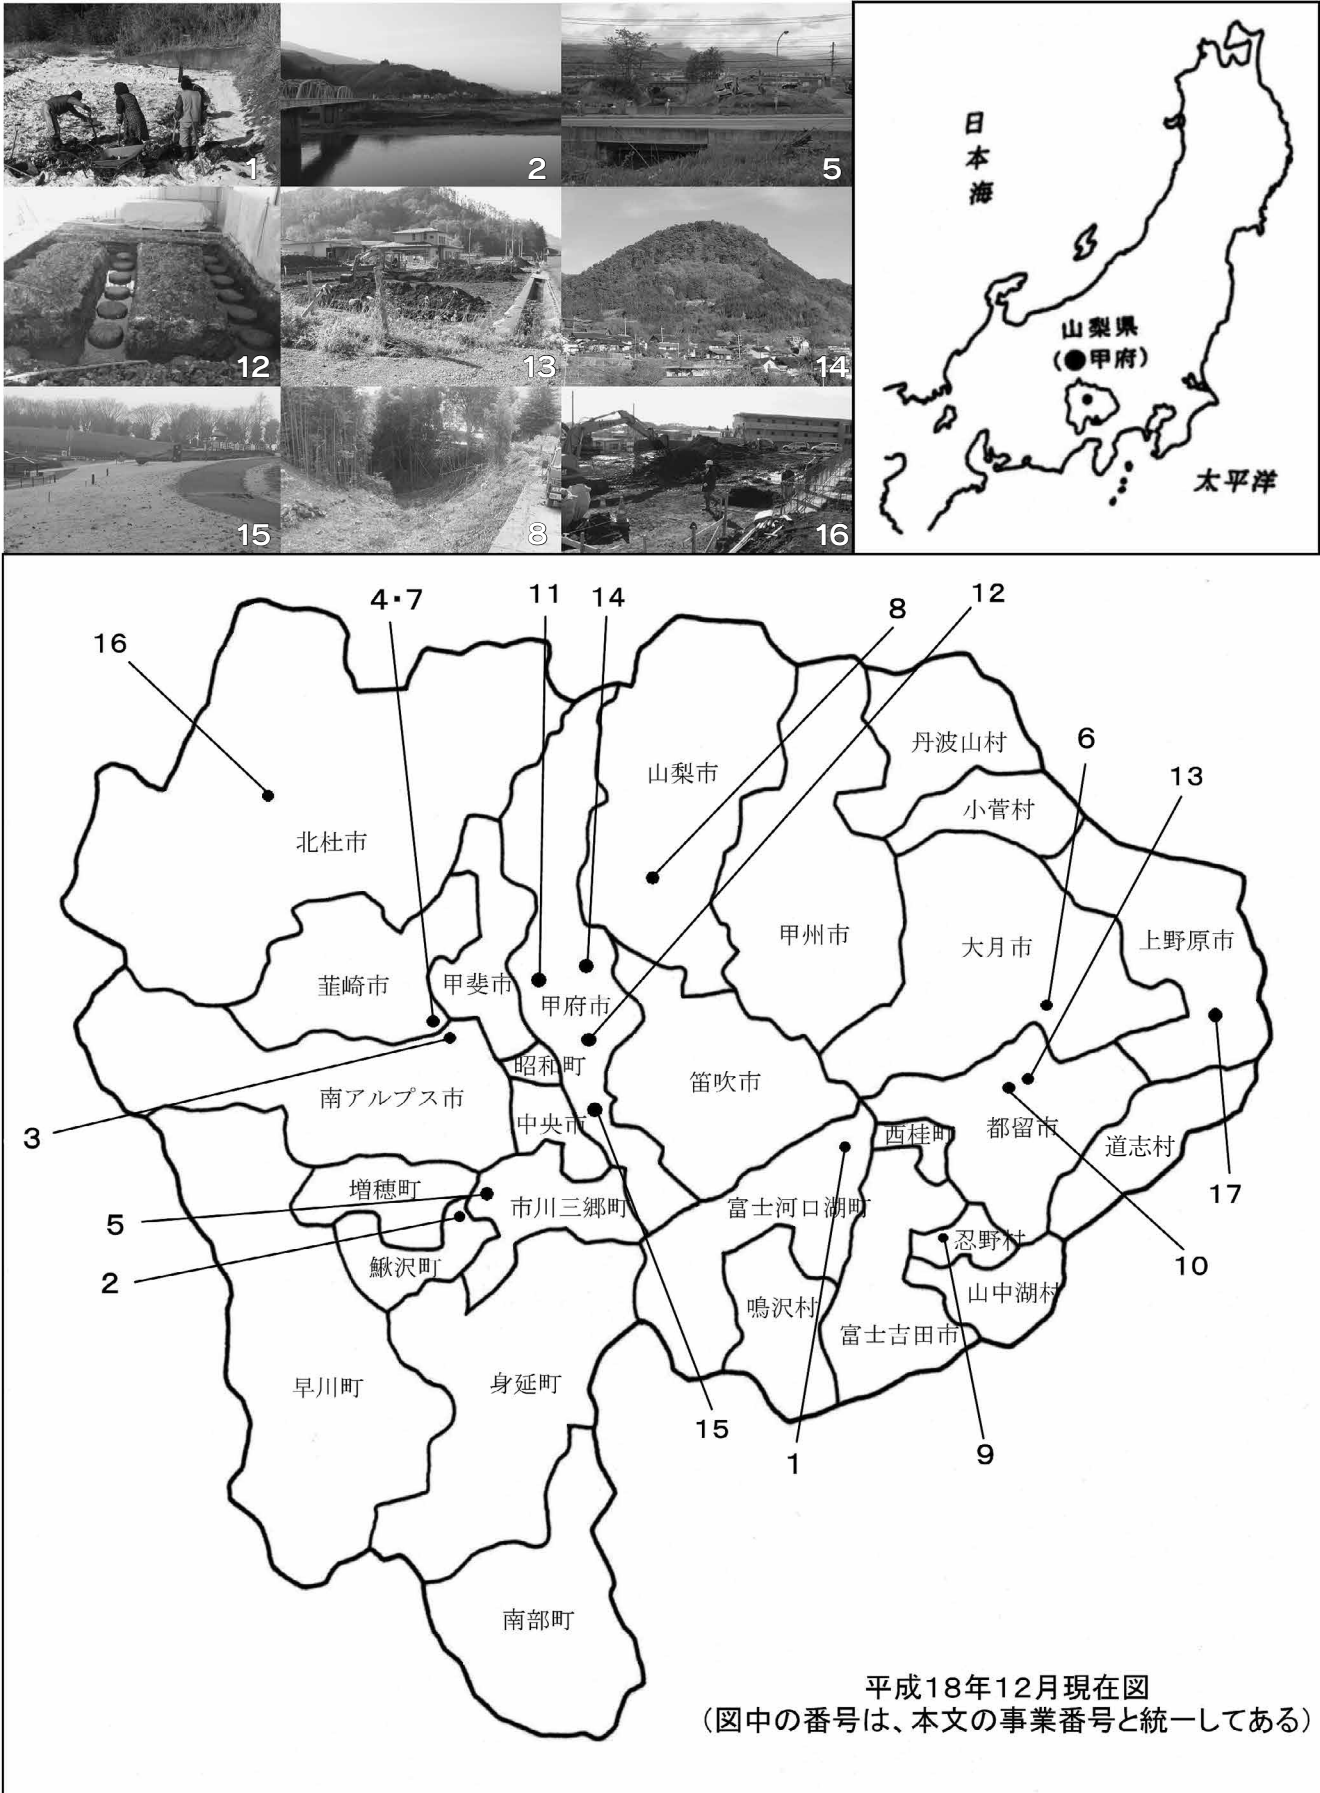 1
2
5
12
13
14
15
8
16
日本海
山梨県
(●甲府)
太平洋
4・7
11
14
12
8
16
6
13
丹波山村
山梨市
小菅村
北杜市
甲州市
大月市
上野原市
韮崎市
甲斐市
甲府市
昭和町
笛吹市
南アルプス市
中央市
西桂町
都留市
道志村
3
17
増穂町
市川三郷町
富士河口湖町
5
2
忍野村
10
鰍沢町
鳴沢村
山中湖村
富士吉田市
早川町
身延町
15
1
9
南部町
平成18年12月現在図
(図中の番号は、本文の事業番号と統一してある)